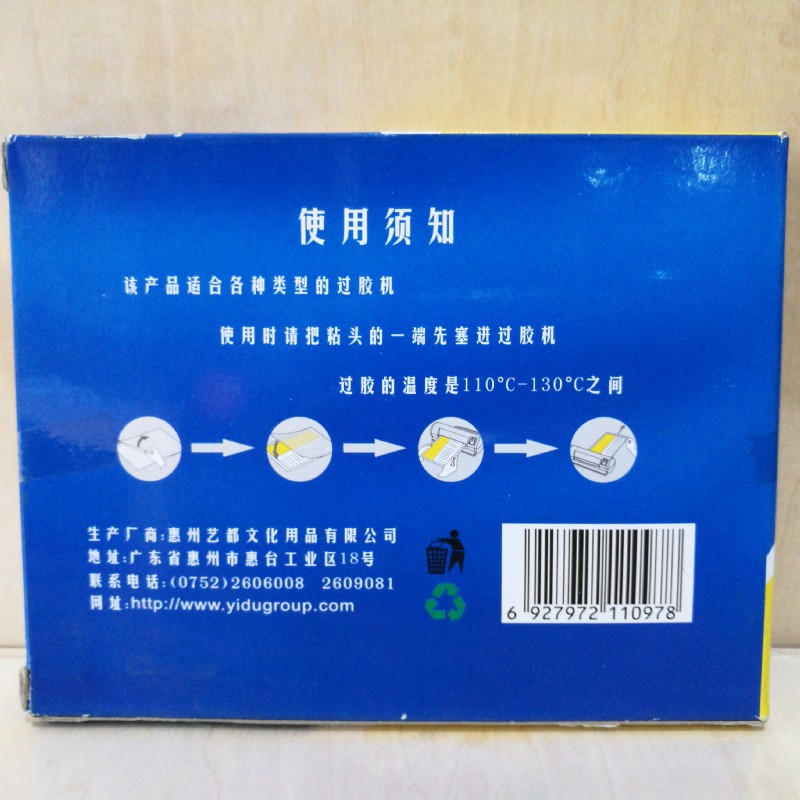 使用须知
该产品适合各种类型的过胶机
使用时请把粘头的一端先塞进过胶机
过胶的温度是110°C-130°C之间
生产厂商:惠州艺都文化用品有限公司
地址:广东省惠州市惠台工业区18号
联系电话:(0752)2606008 2609081
网址:http://www.yidugroup.com
6 927972 110978